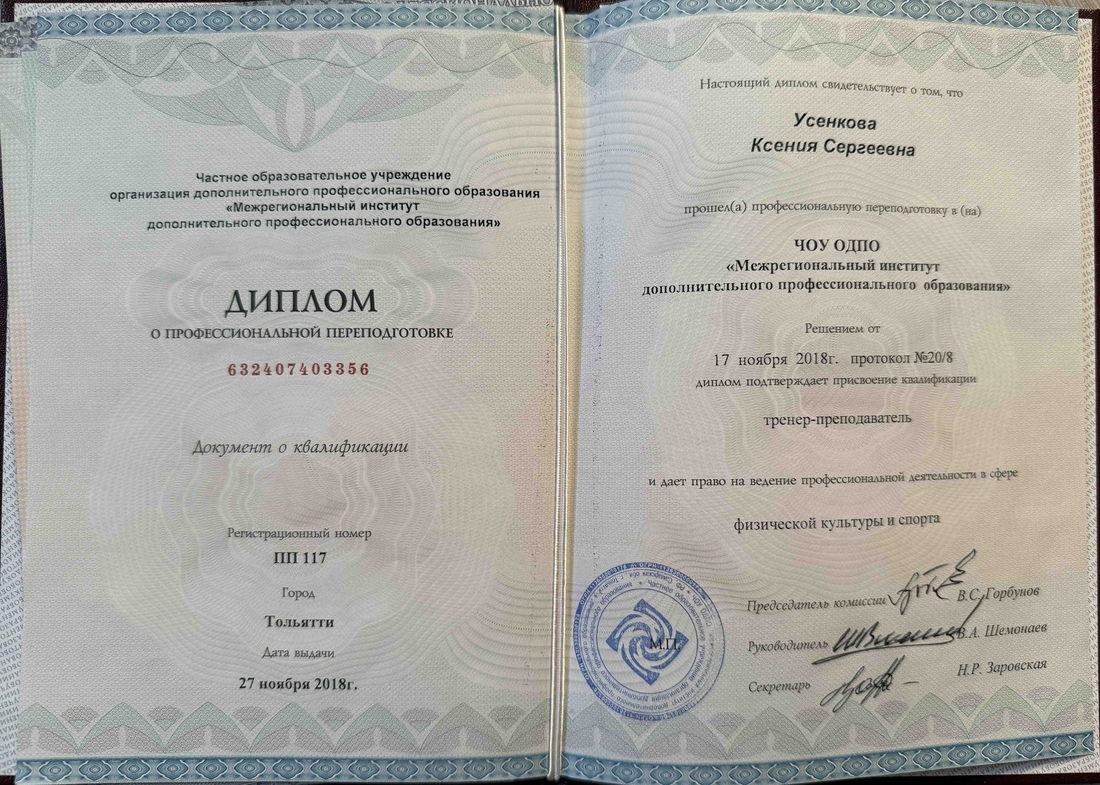 Частное образовательное учреждение
организация дополнительного профессионального образования
«Межрегиональный институт
дополнительного профессионального образования»
ДИПЛОМ
О ПРОФЕССИОНАЛЬНОЙ ПЕРЕПОДГОТОВКЕ
632407403356
Документ о квалификации
Регистрационный номер
ПП 117
Город
Тольятти
Дата выдачи
27 ноября 2018г.
Настоящий диплом свидетельствует о том, что
Усенкова
Ксения Сергеевна
прошел(а) профессиональную переподготовку в (на)
ЧОУ ОДПО
«Межрегиональный институт
дополнительного профессионального образования»
Решением от
17 ноября 2018г. протокол №20/8
диплом подтверждает присвоение квалификации
тренер-преподаватель
и дает право на ведение профессиональной деятельности в сфере
физической культуры и спорта
Председатель комиссии В.С. Горбунов
Руководитель В.А. Шемонаев
М.П.
Секретарь Н.Р. Заровская